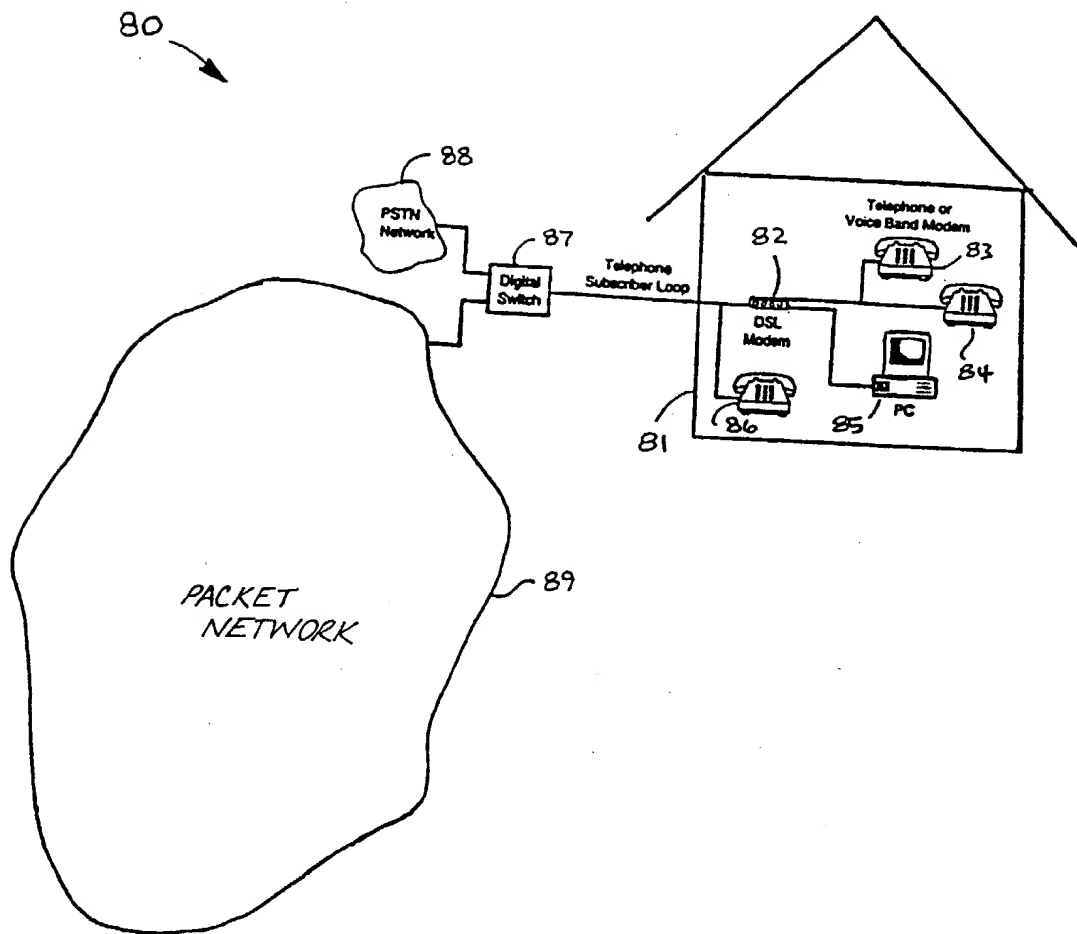 80
88
PSTN
Network
87
Digital
Switch
Telephone
Subscriber Loop
82
DSL
Modem
Telephone or
Voice Band Modem
83
84
85
PC
86
81
89
PACKET
NETWORK